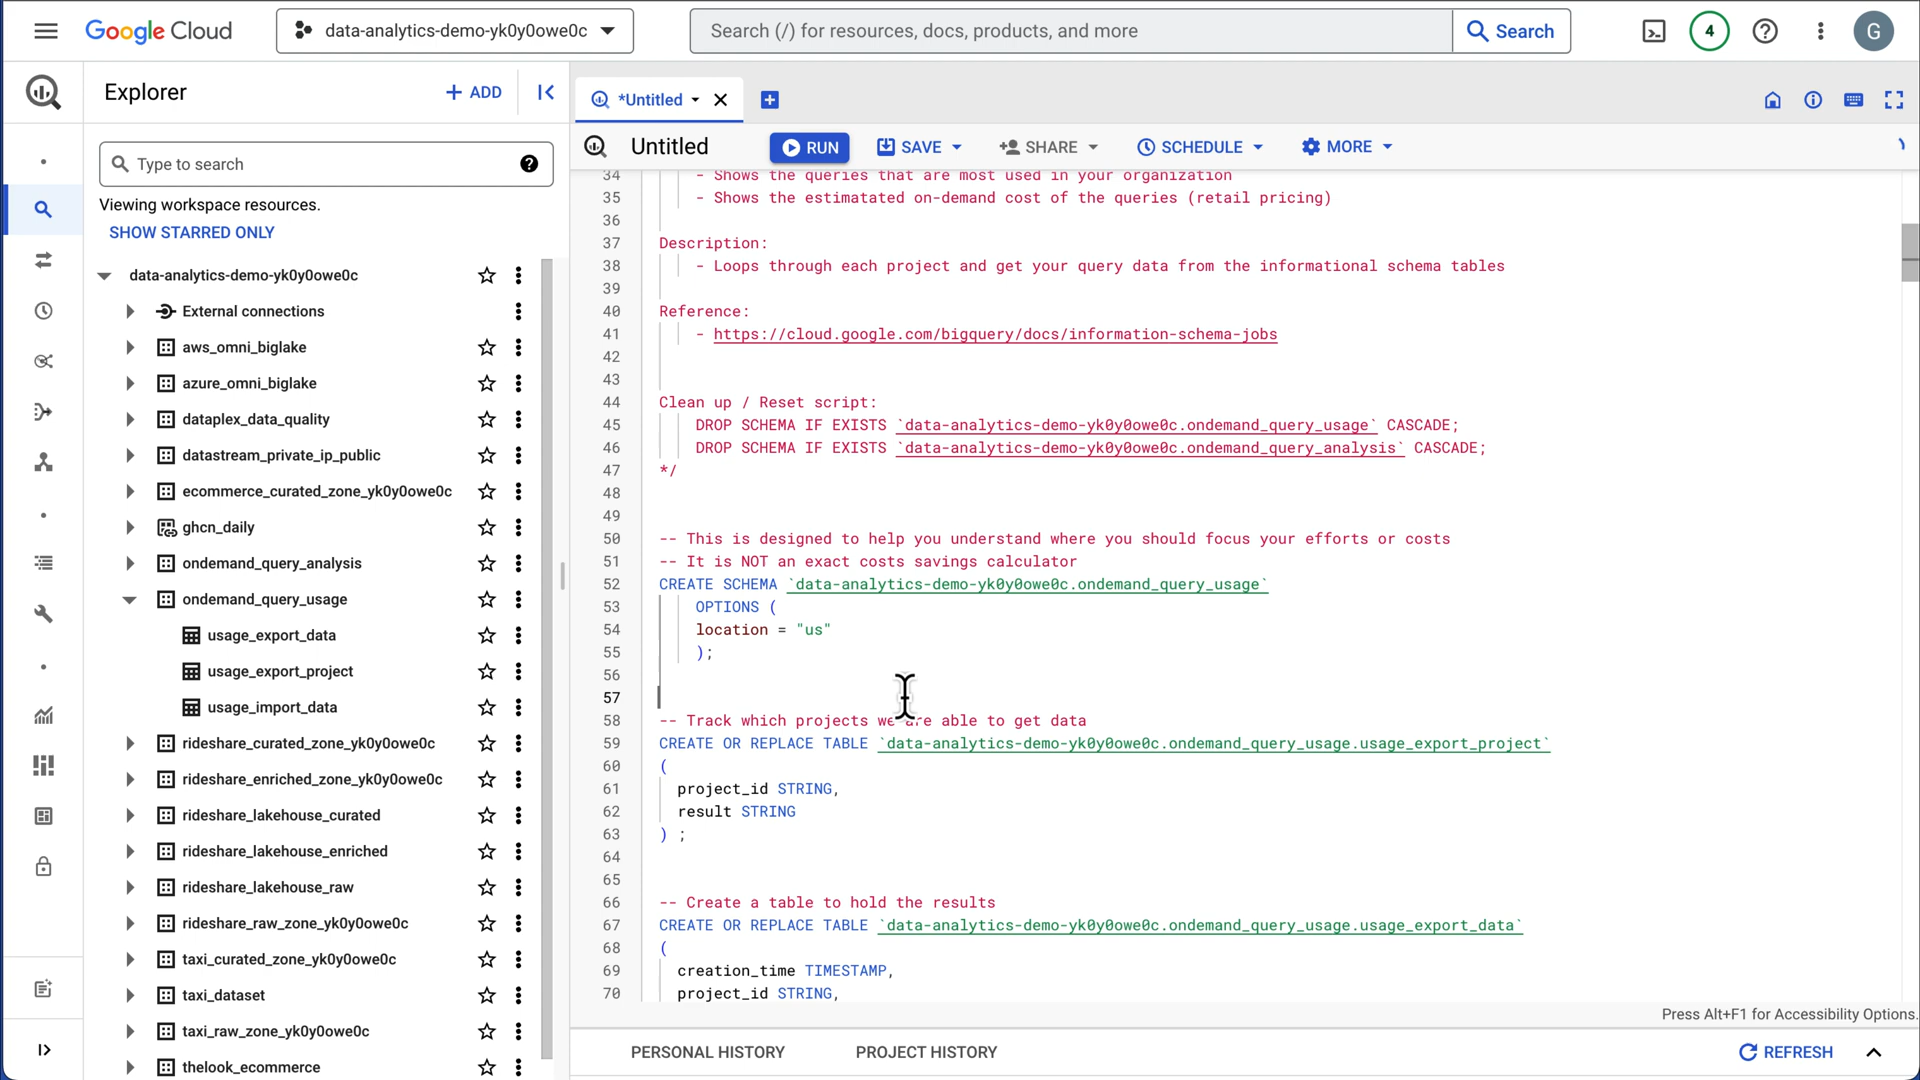 Google Cloud
data-analytics-demo-yk0y0owe0c
Search (/) for resources, docs, products, and more
Search
4
G
Explorer
+ ADD
Type to search
Viewing workspace resources.
SHOW STARRED ONLY
data-analytics-demo-yk0y0owe0c
External connections
aws_omni_biglake
azure_omni_biglake
dataplex_data_quality
datastream_private_ip_public
ecommerce_curated_zone_yk0y0owe0c
ghcn_daily
ondemand_query_analysis
ondemand_query_usage
usage_export_data
usage_export_project
usage_import_data
rideshare_curated_zone_yk0y0owe0c
rideshare_enriched_zone_yk0y0owe0c
rideshare_lakehouse_curated
rideshare_lakehouse_enriched
rideshare_lakehouse_raw
rideshare_raw_zone_yk0y0owe0c
taxi_curated_zone_yk0y0owe0c
taxi_dataset
taxi_raw_zone_yk0y0owe0c
thelook_ecommerce
*Untitled
Untitled
RUN
SAVE
SHARE
SCHEDULE
MORE
34 - Shows the queries that are most used in your organization
35 - Shows the estimatated on-demand cost of the queries (retail pricing)
36
37 Description:
38 - Loops through each project and get your query data from the informational schema tables
39
40 Reference:
41 - https://cloud.google.com/bigquery/docs/information-schema-jobs
42
43
44 Clean up / Reset script:
45 DROP SCHEMA IF EXISTS `data-analytics-demo-yk0y0owe0c.ondemand_query_usage` CASCADE;
46 DROP SCHEMA IF EXISTS `data-analytics-demo-yk0y0owe0c.ondemand_query_analysis` CASCADE;
47 */
48
49
50 -- This is designed to help you understand where you should focus your efforts or costs
51 -- It is NOT an exact costs savings calculator
52 CREATE SCHEMA `data-analytics-demo-yk0y0owe0c.ondemand_query_usage`
53 OPTIONS (
54 location = "us"
55 );
56
57
58 -- Track which projects we are able to get data
59 CREATE OR REPLACE TABLE `data-analytics-demo-yk0y0owe0c.ondemand_query_usage.usage_export_project`
60 (
61 project_id STRING,
62 result STRING
63 ) ;
64
65
66 -- Create a table to hold the results
67 CREATE OR REPLACE TABLE `data-analytics-demo-yk0y0owe0c.ondemand_query_usage.usage_export_data`
68 (
69 creation_time TIMESTAMP,
70 project_id STRING,
Press Alt+F1 for Accessibility Options.
PERSONAL HISTORY
PROJECT HISTORY
REFRESH